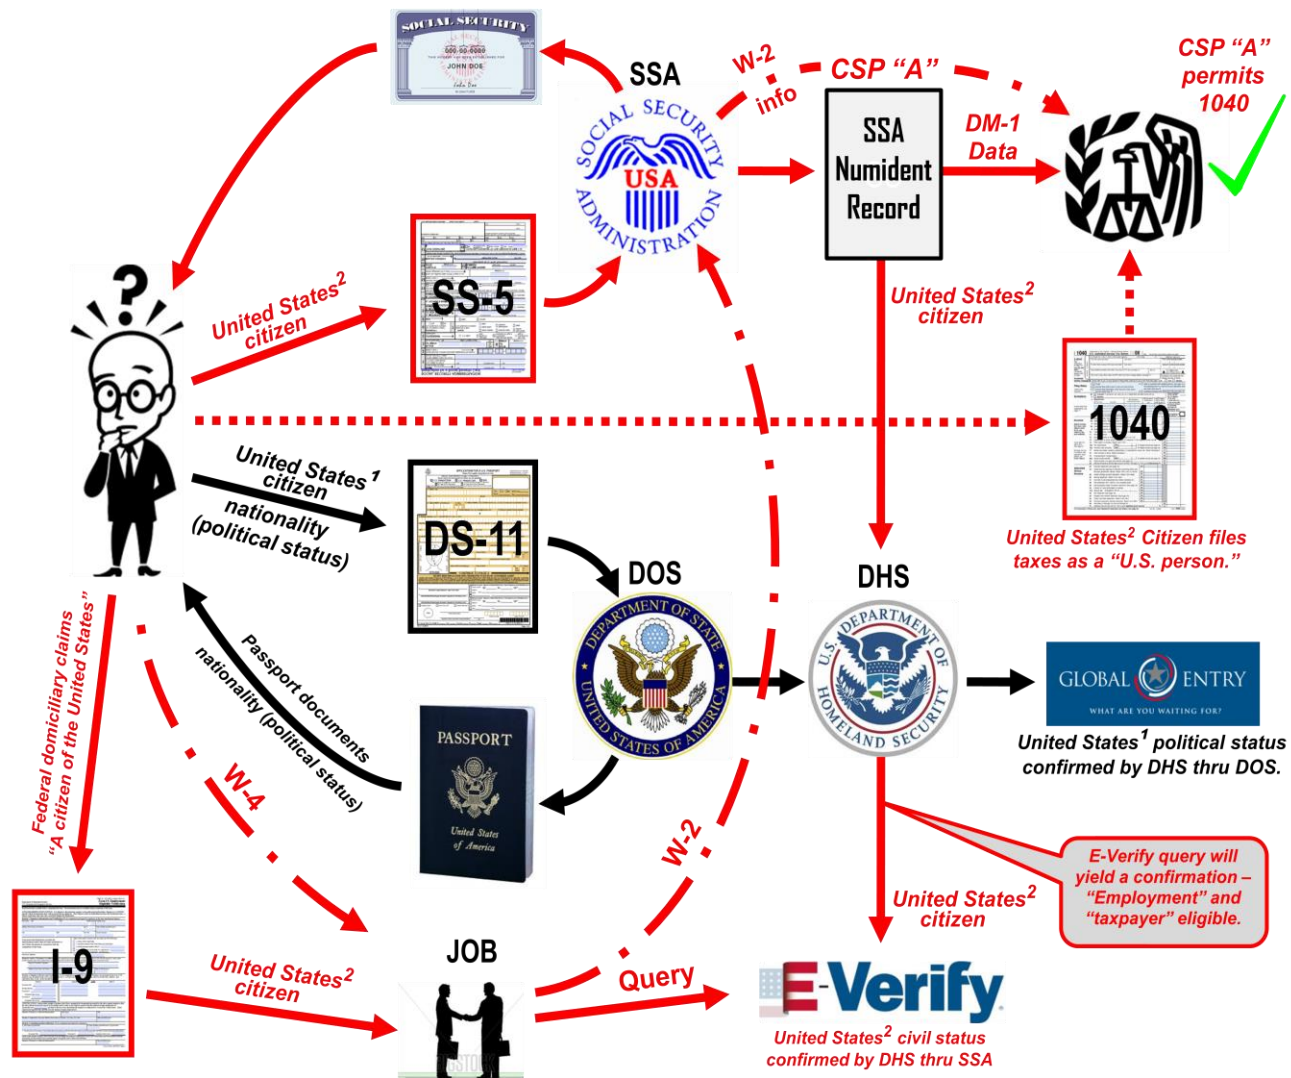 SOCIAL SECURITY
000-00-0000
JOHN DOE
SSA
SOCIAL SECURITY
ADMINISTRATION
USA
W-2
info
CSP “A”
SSA
Numident
Record
DM-1
Data
CSP “A”
permits
1040
?
United States2
citizen
SS-5
United States2
citizen
1040
1040
United States2 Citizen files
taxes as a “U.S. person.”
United States1
citizen
nationality
(political status)
DS-11
DOS
DEPARTMENT OF STATE
UNITED STATES OF AMERICA
DHS
U.S. DEPARTMENT OF
HOMELAND SECURITY
GLOBAL ENTRY
WHAT ARE YOU WAITING FOR?
United States1 political status
confirmed by DHS thru DOS.
Passport documents
nationality (political status)
PASSPORT
United States
of America
Federal domiciliary claims
“A citizen of the United States”
W-4
W-2
E-Verify query will
yield a confirmation –
“Employment” and
“taxpayer” eligible.
United States2
citizen
I-9
United States2
citizen
JOB
Query
E-Verify
United States2 civil status
confirmed by DHS thru SSA